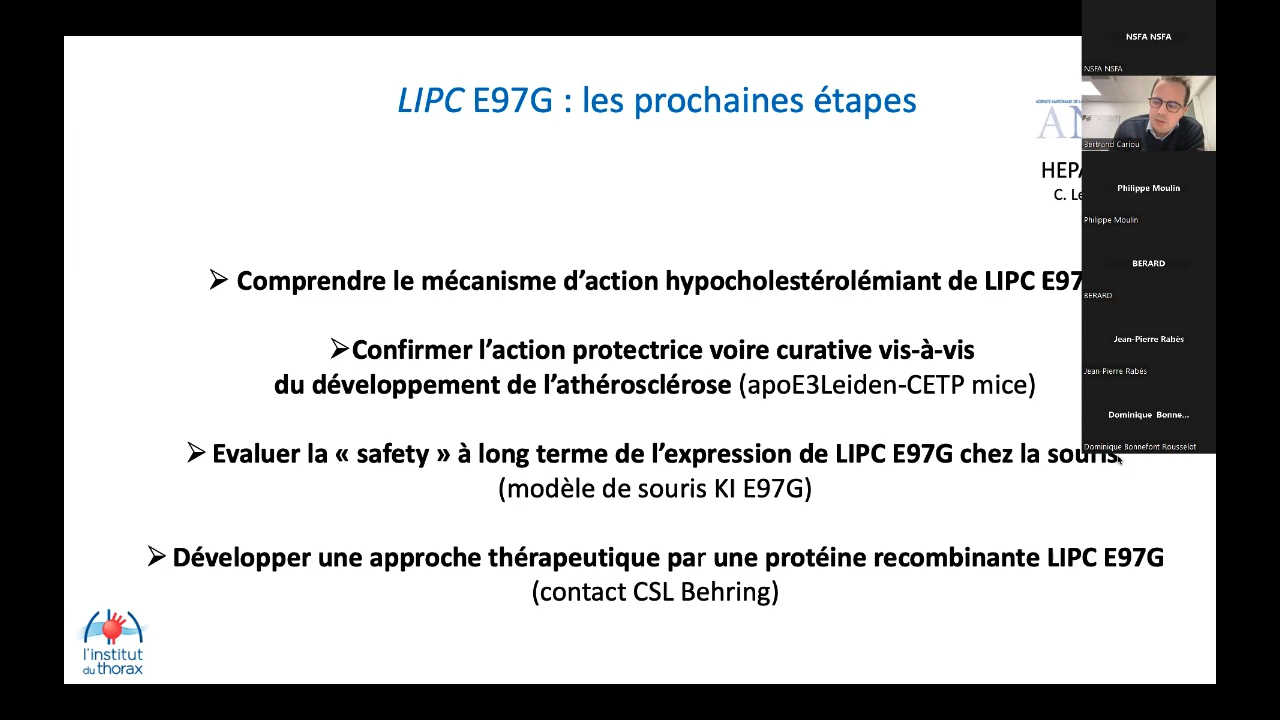 NSFA NSFA
NSFA NSFA
LIPC E97G : les prochaines étapes
Bertrand Cariou
HEPA
C. Le
Philippe Moulin
Philippe Moulin
BERARD
BERARD
➢ Comprendre le mécanisme d’action hypocholestérolémiant de LIPC E97
Jean-Pierre Rabès
Jean-Pierre Rabès
➢Confirmer l’action protectrice voire curative vis-à-vis
du développement de l’athérosclérose (apoE3Leiden-CETP mice)
Dominique Bonne...
Dominique Bonnefont Rousselot
➢ Evaluer la « safety » à long terme de l’expression de LIPC E97G chez la souris
(modèle de souris KI E97G)
➢ Développer une approche thérapeutique par une protéine recombinante LIPC E97G
(contact CSL Behring)
l’institut
du thorax